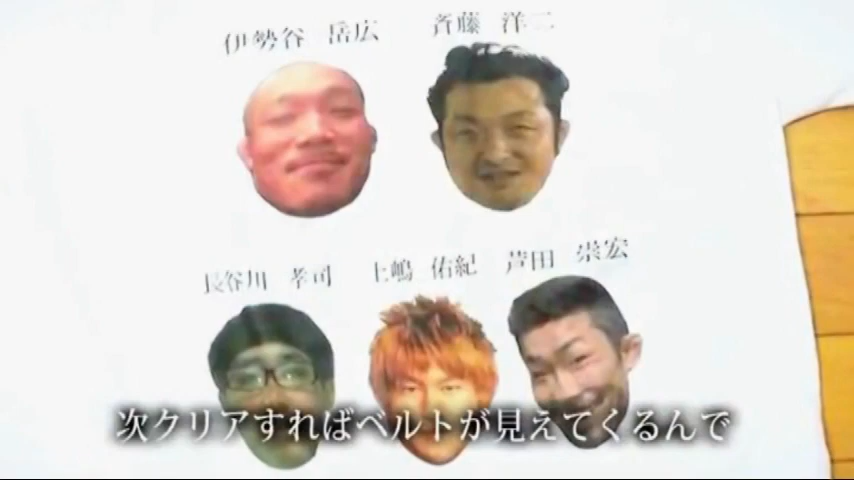 伊勢谷 岳広
斉藤 洋二
長谷川 孝司
上嶋 佑紀
芦田 崇宏
次クリアすればベルトが見えてくるんで